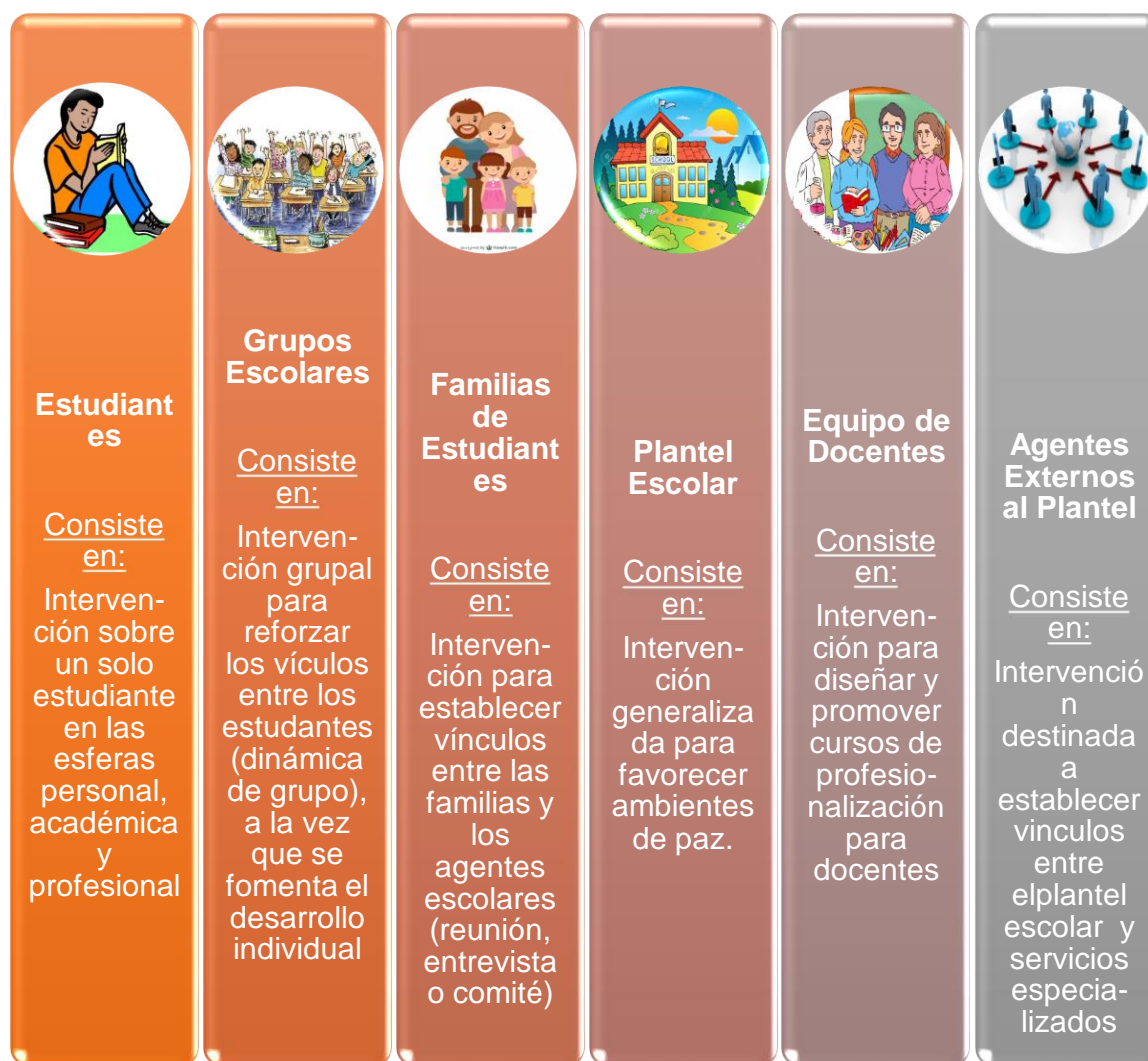 Estudiant
es
Consiste
en:
Interven-
ción sobre
un solo
estudiante
en las
esferas
personal,
académica
y
profesional
Grupos
Escolares
Consiste
en:
Interven-
ción grupal
para
reforzar
los vículos
entre los
estudantes
(dinámica
de grupo),
a la vez
que se
fomenta el
desarrollo
individual
designed by freepik.com
Familias
de
Estudiant
es
Consiste
en:
Interven-
ción para
establecer
vínculos
entre las
familias y
los
agentes
escolares
(reunión,
entrevista
o comité)
SCHOOL
Plantel
Escolar
Consiste
en:
Interven-
ción
generaliza
da para
favorecer
ambientes
de paz.
Equipo de
Docentes
Consiste
en:
Interven-
ción para
diseñar y
promover
cursos de
profesio-
nalización
para
docentes
Agentes
Externos
al Plantel
Consiste
en:
Intervenció
n
destinada
a
establecer
vinculos
entre
elplantel
escolar y
servicios
especia-
lizados